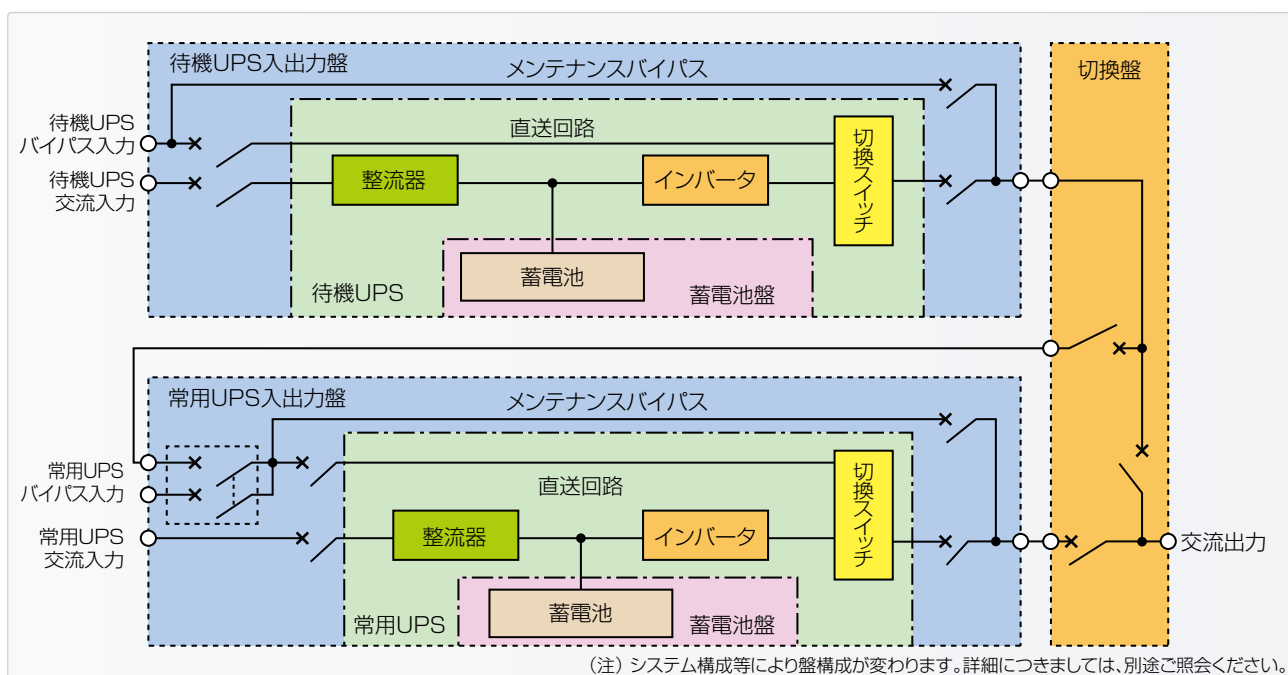 待機UPS入出力盤
メンテナンスバイパス
切換盤
待機UPS
バイパス入力
直送回路
切換スイッチ
待機UPS
交流入力
整流器
インバータ
蓄電池
待機UPS
蓄電池盤
常用UPS入出力盤
メンテナンスバイパス
常用UPS
バイパス入力
直送回路
切換スイッチ
常用UPS
交流入力
整流器
インバータ
交流出力
蓄電池
常用UPS
蓄電池盤
(注) システム構成等により盤構成が変わります。詳細につきましては、別途ご照会ください。